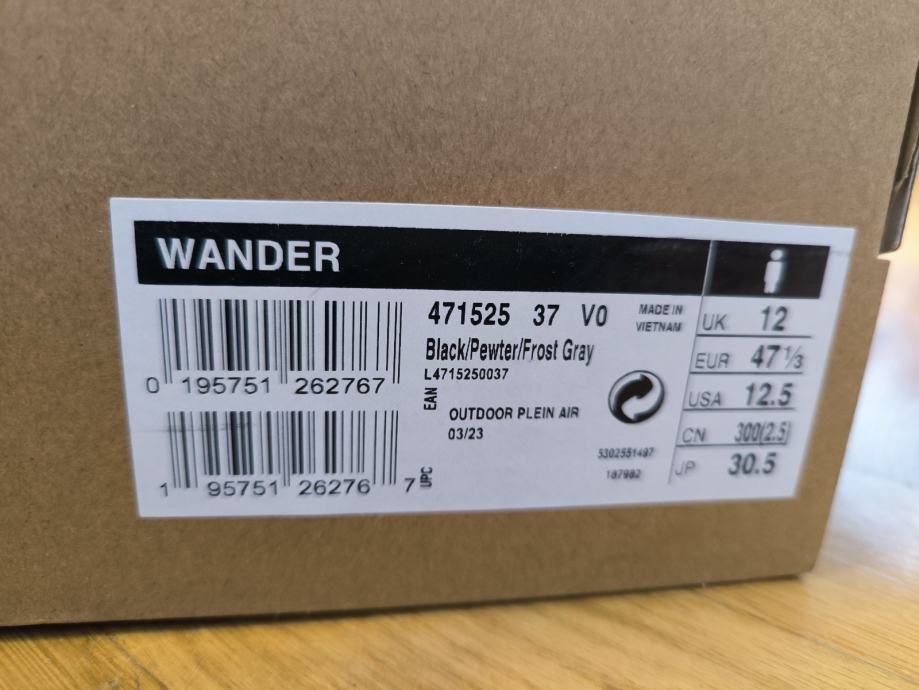 WANDER
0 195751 262767
EAN
1 95751 26276 7
UPC
471525 37 V0
Black/Pewter/Frost Gray
L4715250037
OUTDOOR PLEIN AIR
03/23
MADE IN
VIETNAM
5302551497
187982
UK 12
EUR 47 1/3
USA 12.5
CN 300(2.5)
JP 30.5